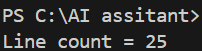 PS C:\AI assitant>
Line count = 25